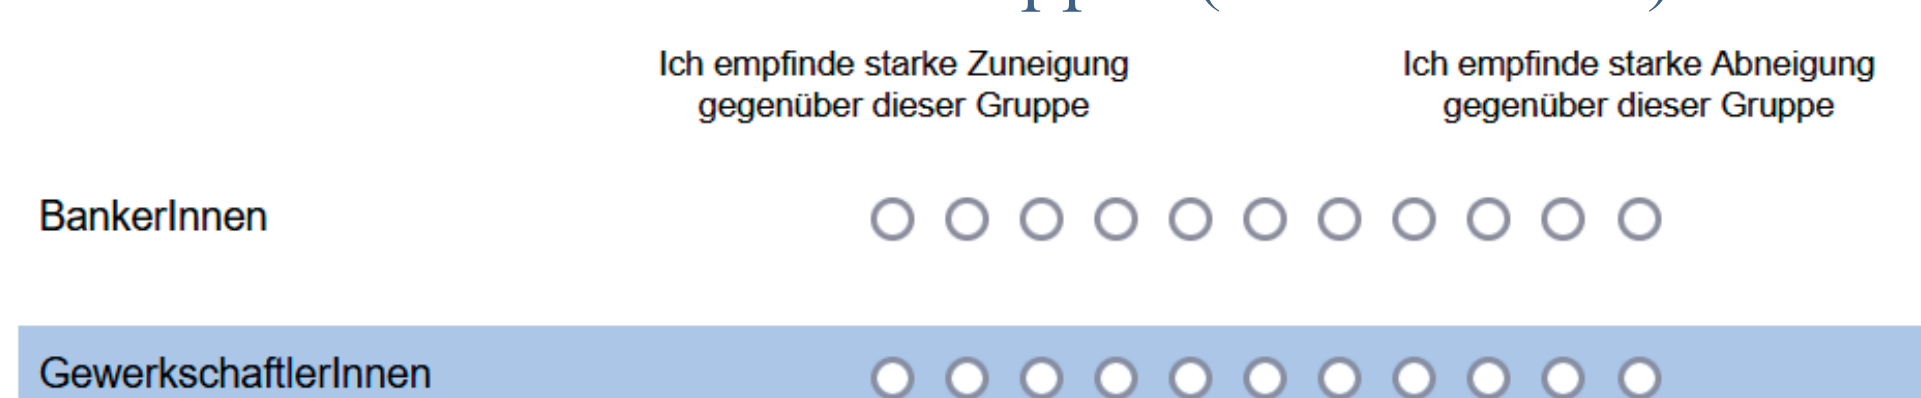 Ich empfinde starke Zuneigung
gegenüber dieser Gruppe
Ich empfinde starke Abneigung
gegenüber dieser Gruppe
BankerInnen
GewerkschaftlerInnen